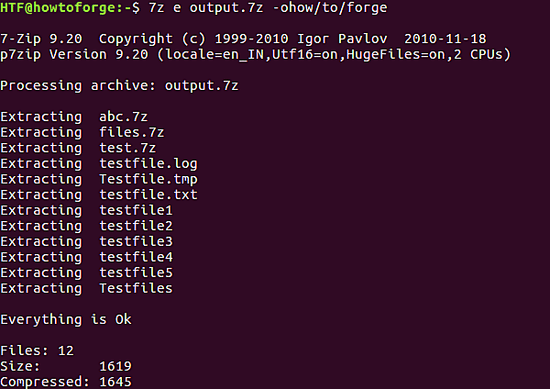 HTF@howtoforge:~$ 7z e output.7z -ohow/to/forge
7-Zip 9.20  Copyright (c) 1999-2010 Igor Pavlov  2010-11-18
p7zip Version 9.20 (locale=en_IN,Utf16=on,HugeFiles=on,2 CPUs)
Processing archive: output.7z
Extracting  abc.7z
Extracting  files.7z
Extracting  test.7z
Extracting  testfile.log
Extracting  Testfile.tmp
Extracting  testfile.txt
Extracting  testfile1
Extracting  testfile2
Extracting  testfile3
Extracting  testfile4
Extracting  testfile5
Extracting  Testfiles
Everything is Ok
Files: 12
Size:       1619
Compressed: 1645